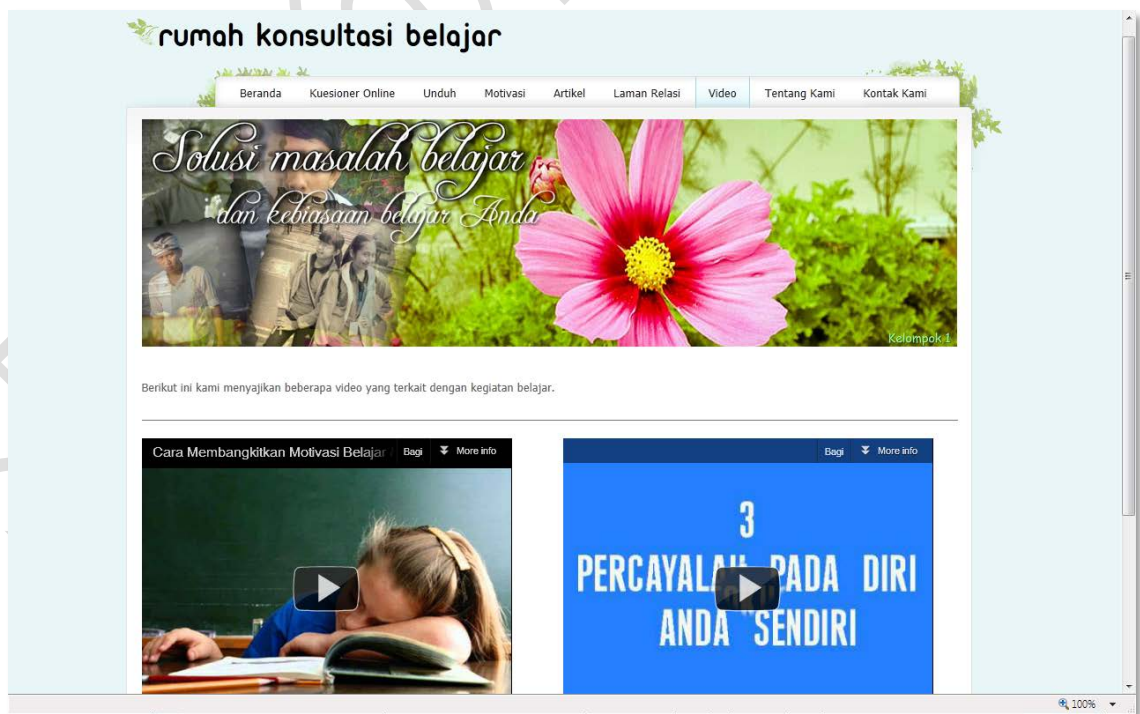 rumah konsultasi belajar
Beranda Kuesioner Online Unduh Motivasi Artikel Laman Relasi Video Tentang Kami Kontak Kami
Solusi masalah belajar
dan kebiasaan belajar Anda
Kelompok 1
Berikut ini kami menyajikan beberapa video yang terkait dengan kegiatan belajar.
Cara Membangkitkan Motivasi Belajar Bagi More info
Bagi More info
3
PERCAYALAH PADA DIRI
ANDA SENDIRI
100%